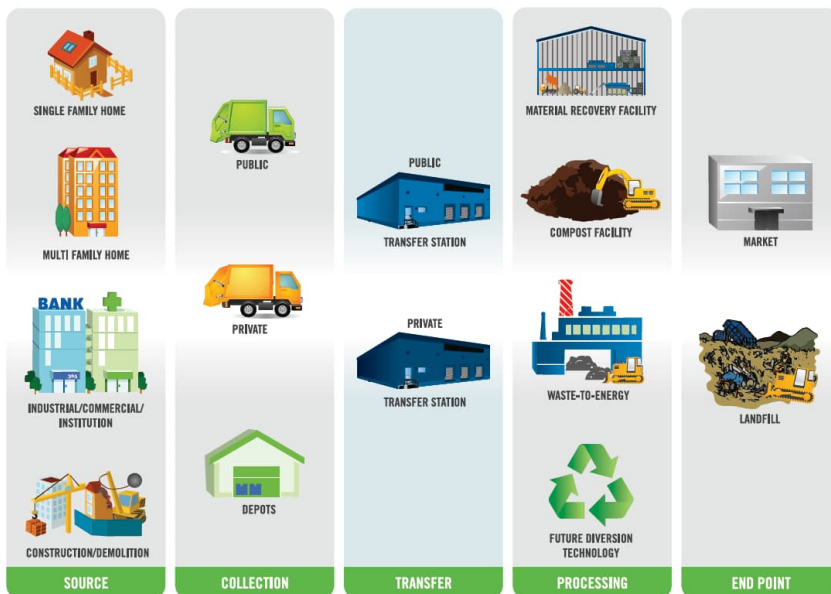 SINGLE FAMILY HOME
MULTI FAMILY HOME
BANK
365
INDUSTRIAL/COMMERCIAL/
INSTITUTION
CONSTRUCTION/DEMOLITION
SOURCE
PUBLIC
PRIVATE
DEPOTS
COLLECTION
PUBLIC
TRANSFER STATION
PRIVATE
TRANSFER STATION
TRANSFER
MATERIAL RECOVERY FACILITY
COMPOST FACILITY
WASTE-TO-ENERGY
FUTURE DIVERSION
TECHNOLOGY
PROCESSING
MARKET
LANDFILL
END POINT